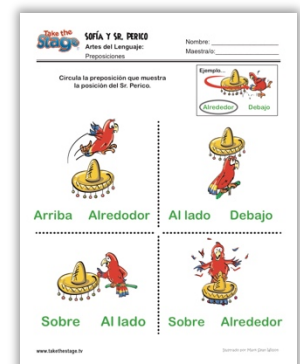 Take the
Stage
SOFÍA Y SR. PERICO
Artes del Lenguaje:
Preposiciones
Nombre:
Maestra/o:
Circula la preposición que muestra
la posición del Sr. Perico.
Ejemplo...
Alrededor Debajo
Arriba Alrededor
Al lado Debajo
Sobre Al lado
Sobre Alrededor
www.takethestage.tv